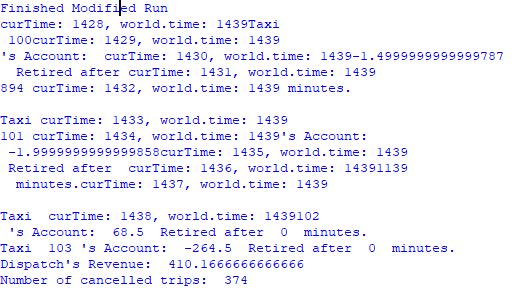 Finished Modified Run
curTime: 1428, world.time: 1439Taxi
 100curTime: 1429, world.time: 1439
's Account:  curTime: 1430, world.time: 1439-1.4999999999999787
  Retired after curTime: 1431, world.time: 1439
894 curTime: 1432, world.time: 1439 minutes.

Taxi curTime: 1433, world.time: 1439
101 curTime: 1434, world.time: 1439's Account:
 -1.9999999999999858curTime: 1435, world.time: 1439
 Retired after  curTime: 1436, world.time: 14391139
  minutes.curTime: 1437, world.time: 1439

Taxi  curTime: 1438, world.time: 1439102
 's Account:  68.5  Retired after  0  minutes.
Taxi  103 's Account:  -264.5  Retired after  0  minutes.
Dispatch's Revenue:  410.1666666666666
Number of cancelled trips:  374